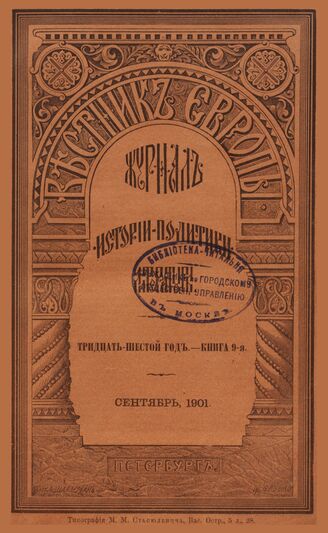 ВѢСТНИКЪ ЕВРОПЫ
ЖУРНАЛЪ
ИСТОРІИ-ПОЛИТИКИ
БИБЛІОТЕКА-ЧИТАЛЬНЯ
ГОРОДСКОМУ
УПРАВЛЕНІЮ
ВЪ МОСКВѢ
ТРИДЦАТЬ-ШЕСТОЙ ГОДЪ.—КНИГА 9-я.
СЕНТЯБРЬ, 1901.
ПЕТЕРБУРГЪ.
Типографія М. М. Стасюлевича, Вас. Остр., 5 л., 28.